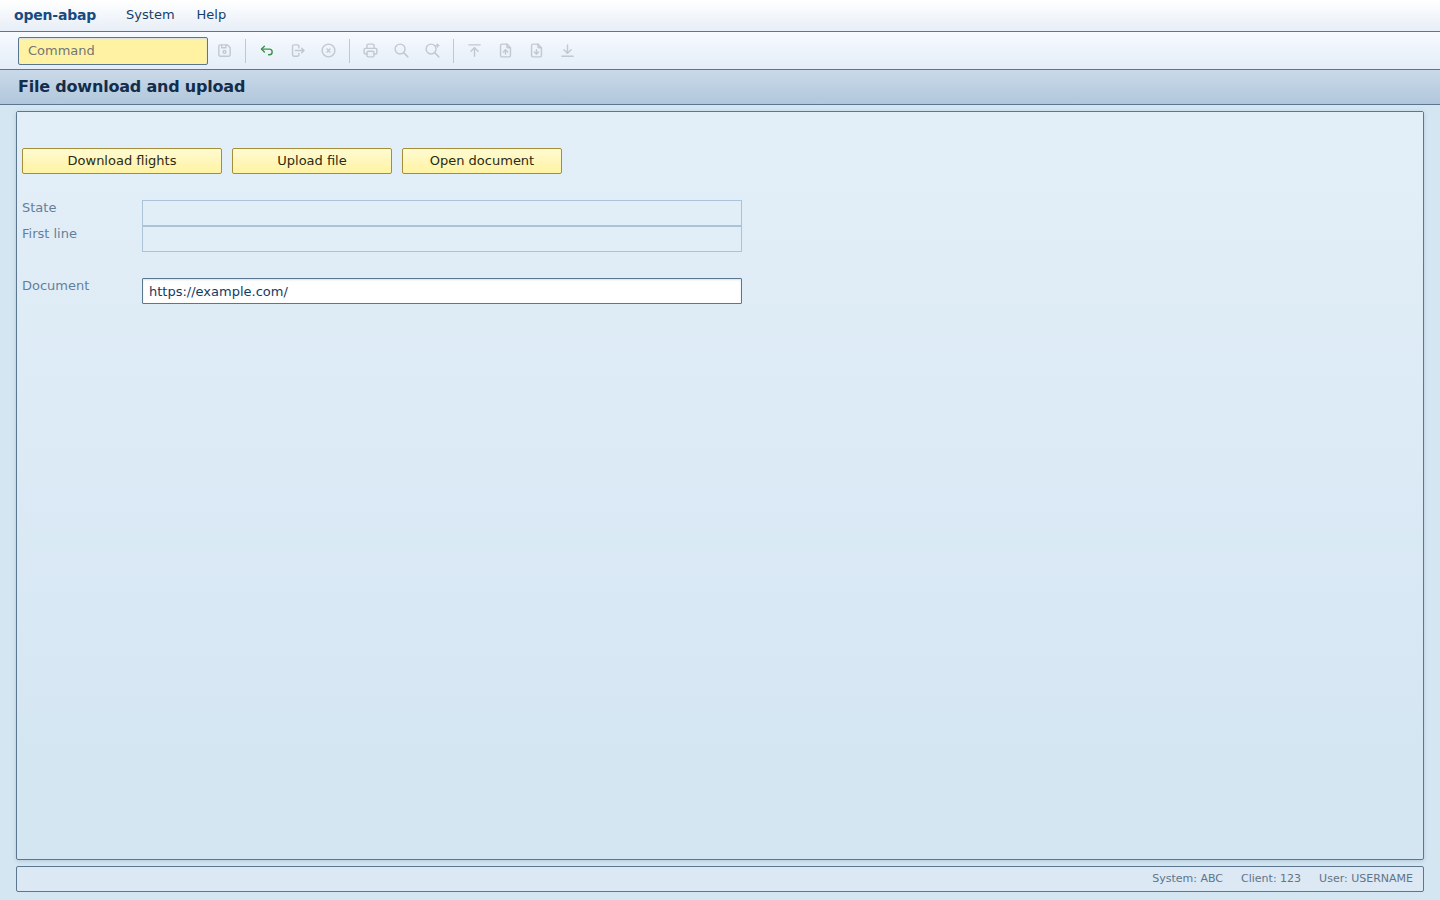 open-abap System Help
Command
File download and upload
Download flights Upload file Open document
State
First line
Document https://example.com/
System: ABC Client: 123 User: USERNAME